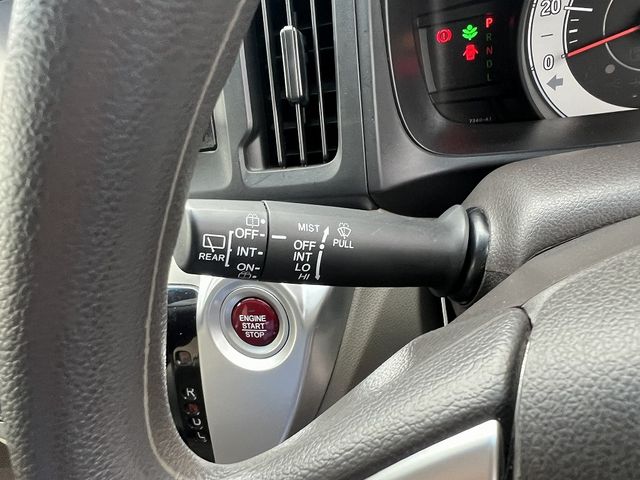 P
R
N
D
L
20
0
MIST
OFF
INT
LO
HI
PULL
REAR
OFF
INT
ON
ENGINE
START
STOP
R
N
D
L